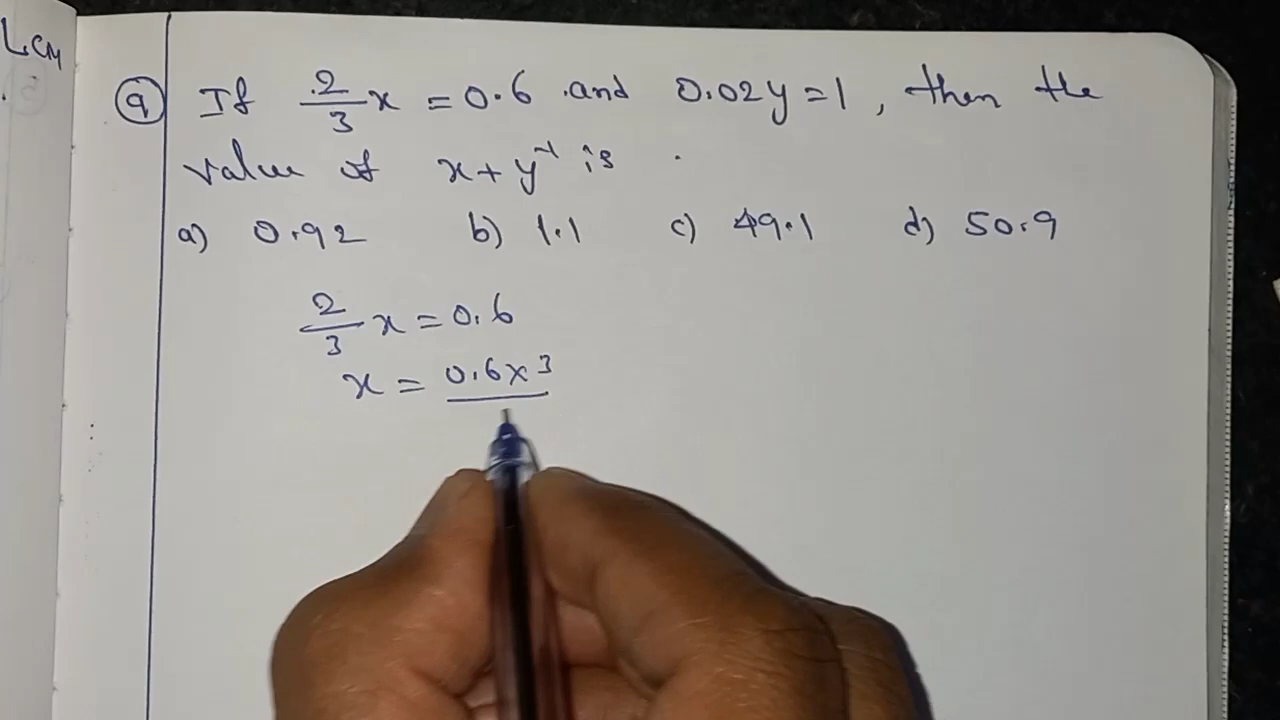 LCM
9 If 2/3 x = 0.6 and 0.02y = 1, then the
value of x + y⁻¹ is
a) 0.92 b) 1.1 c) 49.1 d) 50.9
2/3 x = 0.6
x = 0.6 x 3